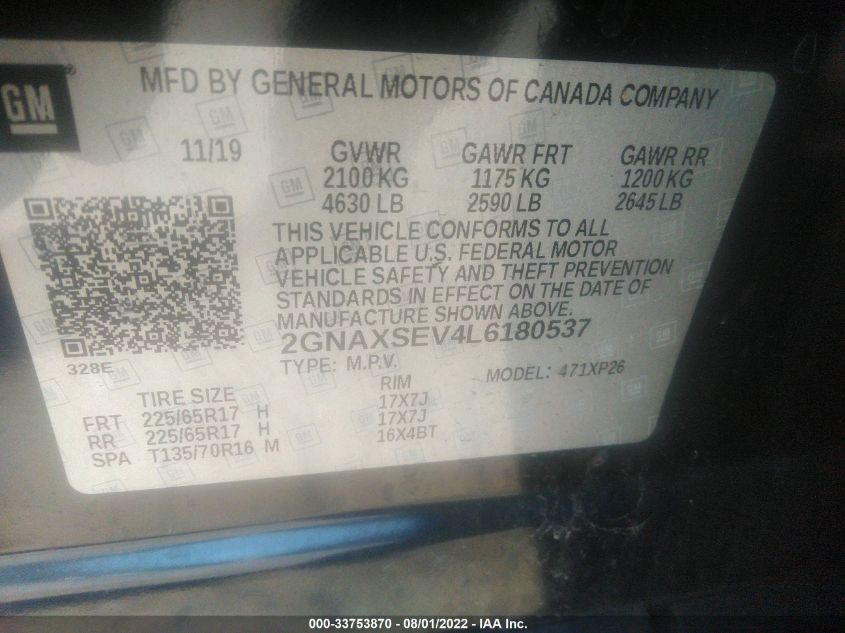 GM
MFD BY GENERAL MOTORS OF CANADA COMPANY
11/19 GVWR GAWR FRT GAWR RR
2100 KG 1175 KG 1200 KG
4630 LB 2590 LB 2645 LB
THIS VEHICLE CONFORMS TO ALL
APPLICABLE U.S. FEDERAL MOTOR
VEHICLE SAFETY AND THEFT PREVENTION
STANDARDS IN EFFECT ON THE DATE OF
MANUFACTURE SHOWN ABOVE.
2GNAXSEV4L6180537
328E
TYPE: M.P.V. MODEL: 471XP26
TIRE SIZE RIM
FRT 225/65R17 H 17X7J
RR 225/65R17 H 17X7J
SPA T135/70R16 M 16X4BT
000-33753870 - 08/01/2022 - IAA Inc.